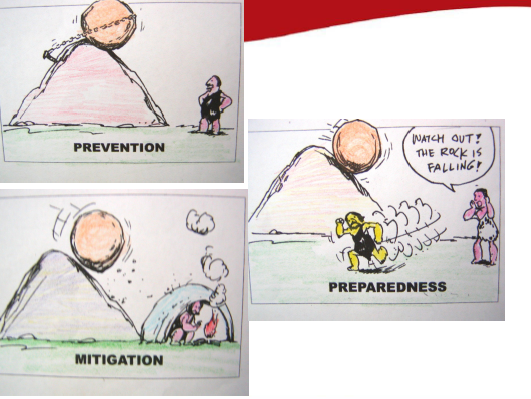 PREVENTION
WATCH OUT!
THE ROCK IS
FALLING!
PREPAREDNESS
MITIGATION